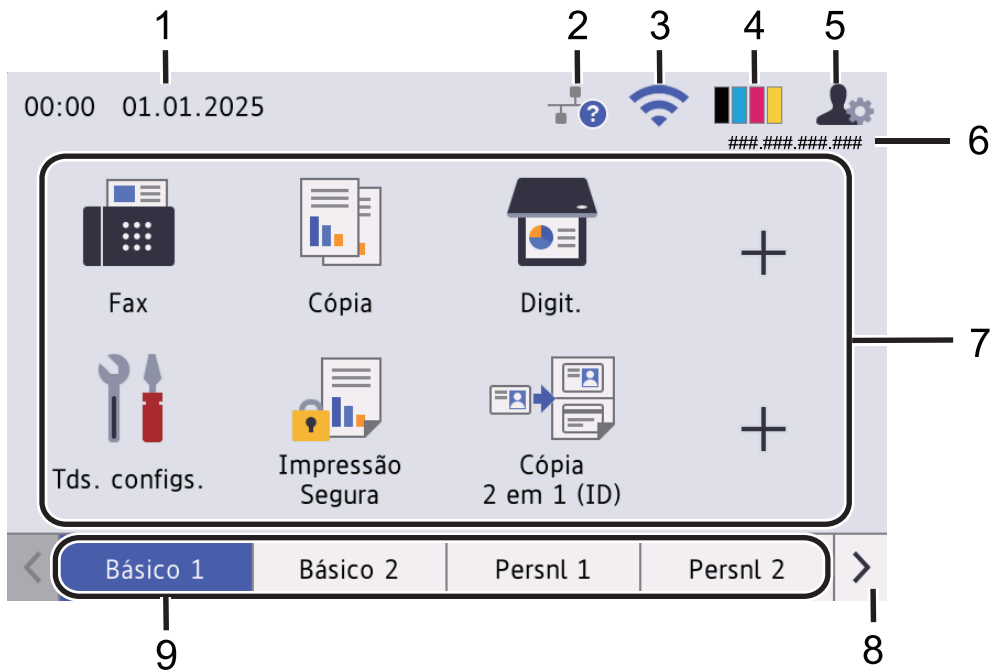 1 2 3 4 5
00:00 01.01.2025
?
###.###.###.### 6
Fax Cópia Digit.
7
Tds. configs. Impressão Segura Cópia 2 em 1 (ID)
Básico 1 Básico 2 Persnl 1 Persnl 2
9 8